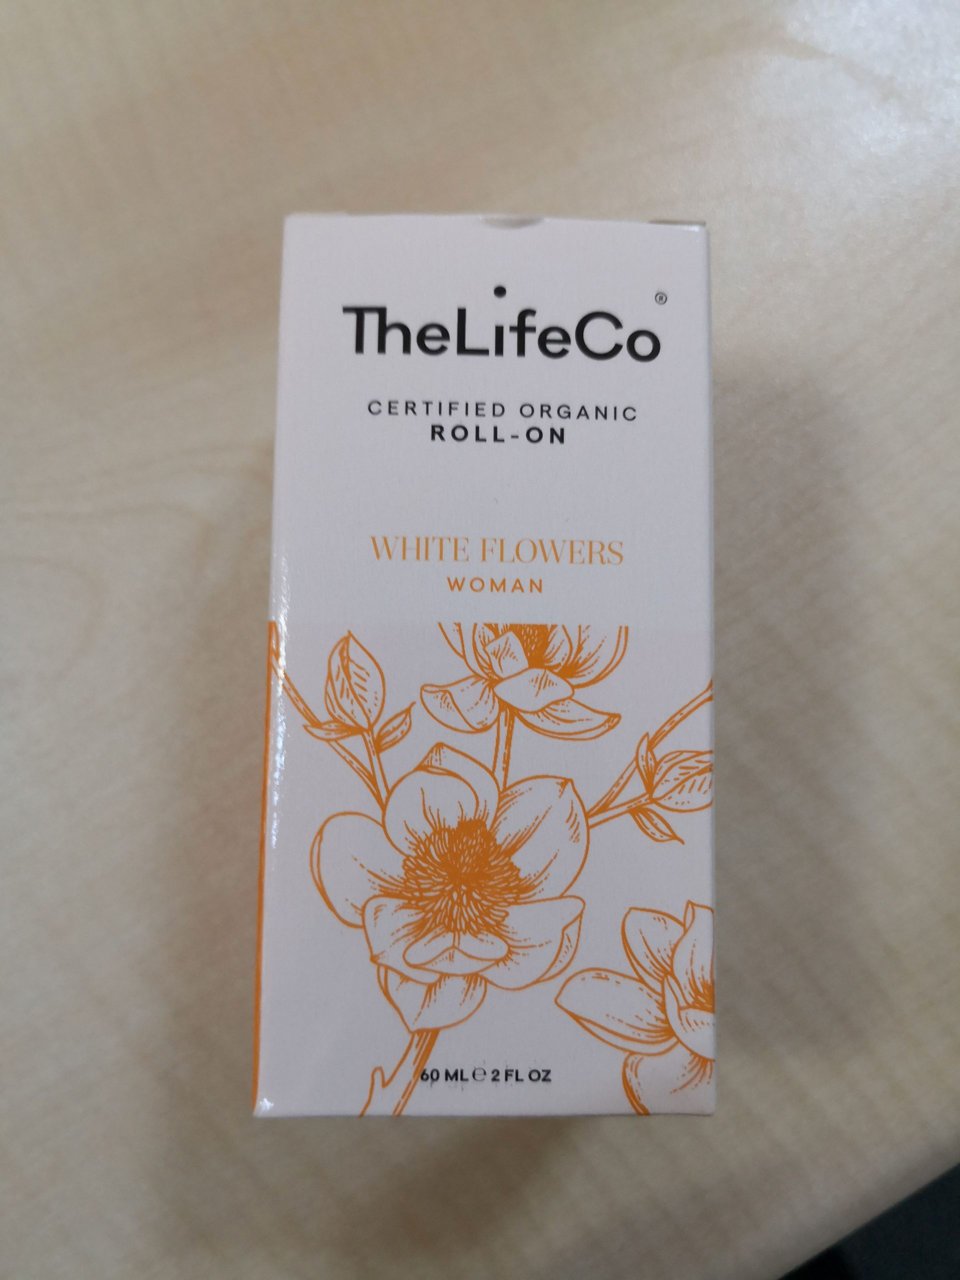 TheLifeCo®
CERTIFIED ORGANIC
ROLL-ON
WHITE FLOWERS
WOMAN
60 ML ℮ 2 FL OZ